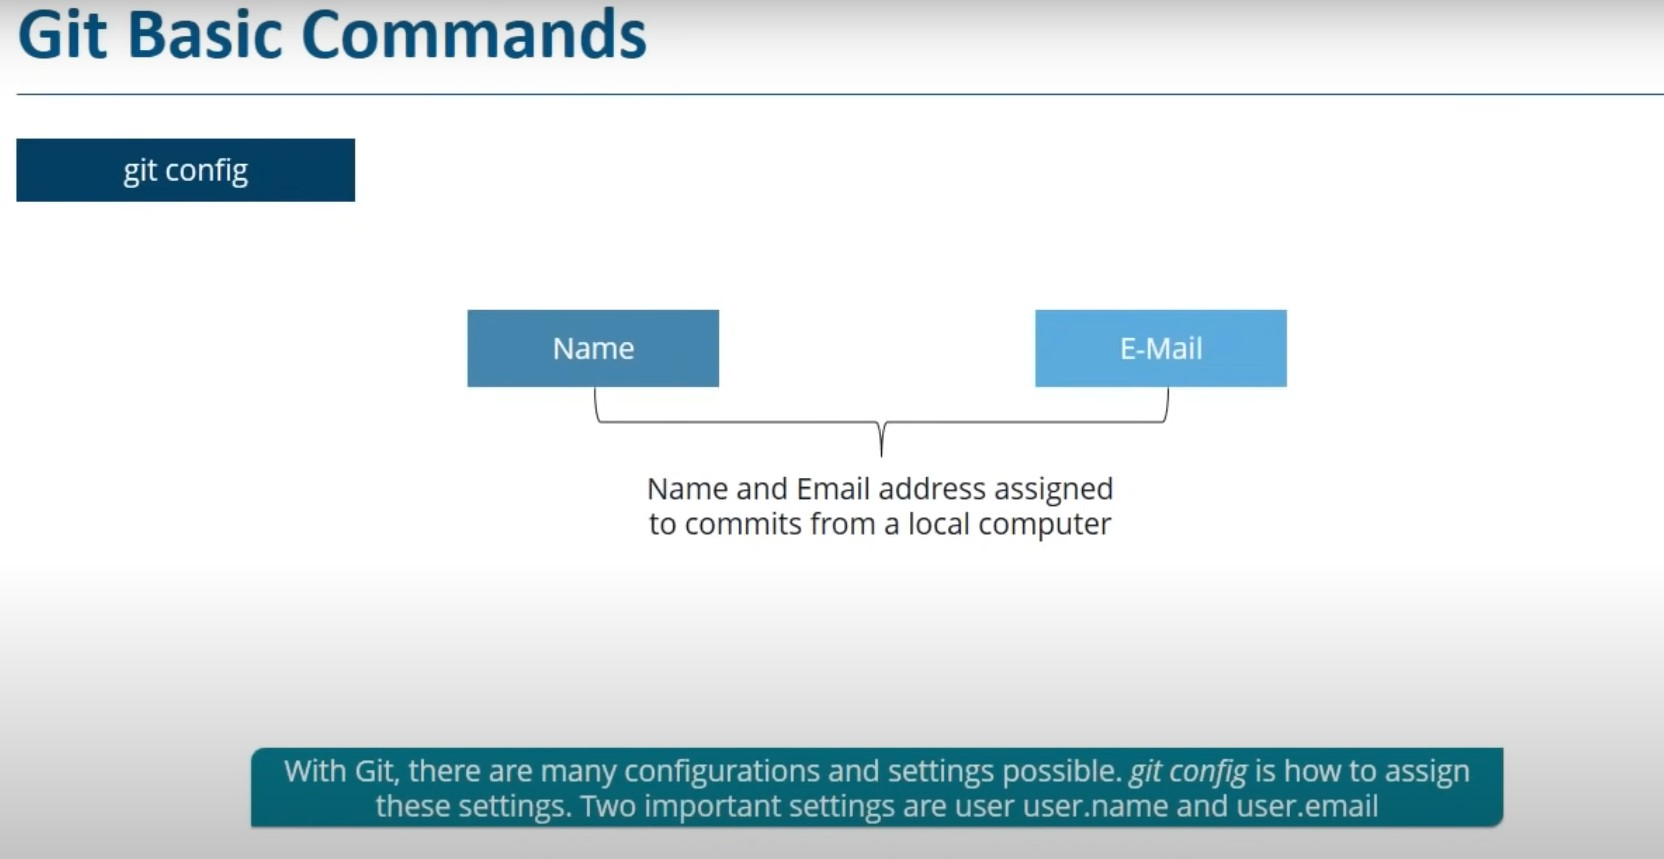 Git Basic Commands
git config
Name
E-Mail
Name and Email address assigned
to commits from a local computer
With Git, there are many configurations and settings possible. git config is how to assign
these settings. Two important settings are user user.name and user.email